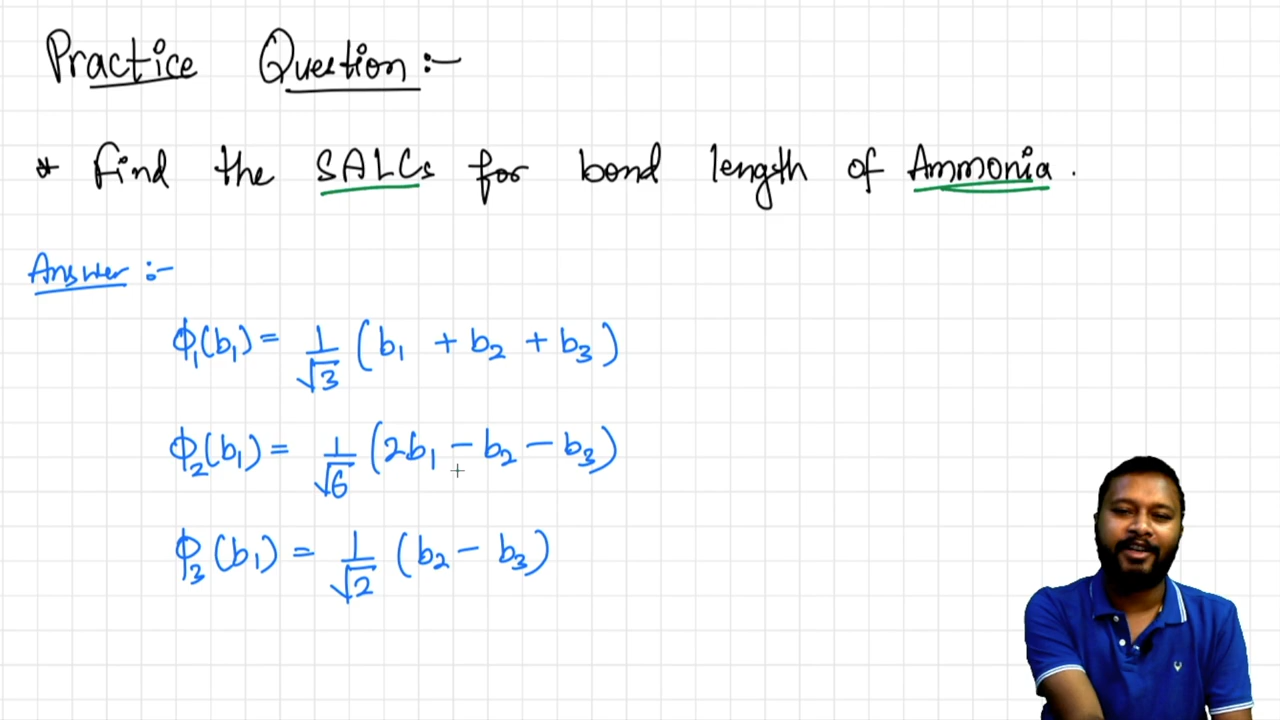 Practice Question :-
* Find the SALCs for bond length of Ammonia.
Answer :-
ϕ₁(b₁) = 1/√3 (b₁ + b₂ + b₃)
ϕ₂(b₁) = 1/√6 (2b₁ - b₂ - b₃)
ϕ₃(b₁) = 1/√2 (b₂ - b₃)